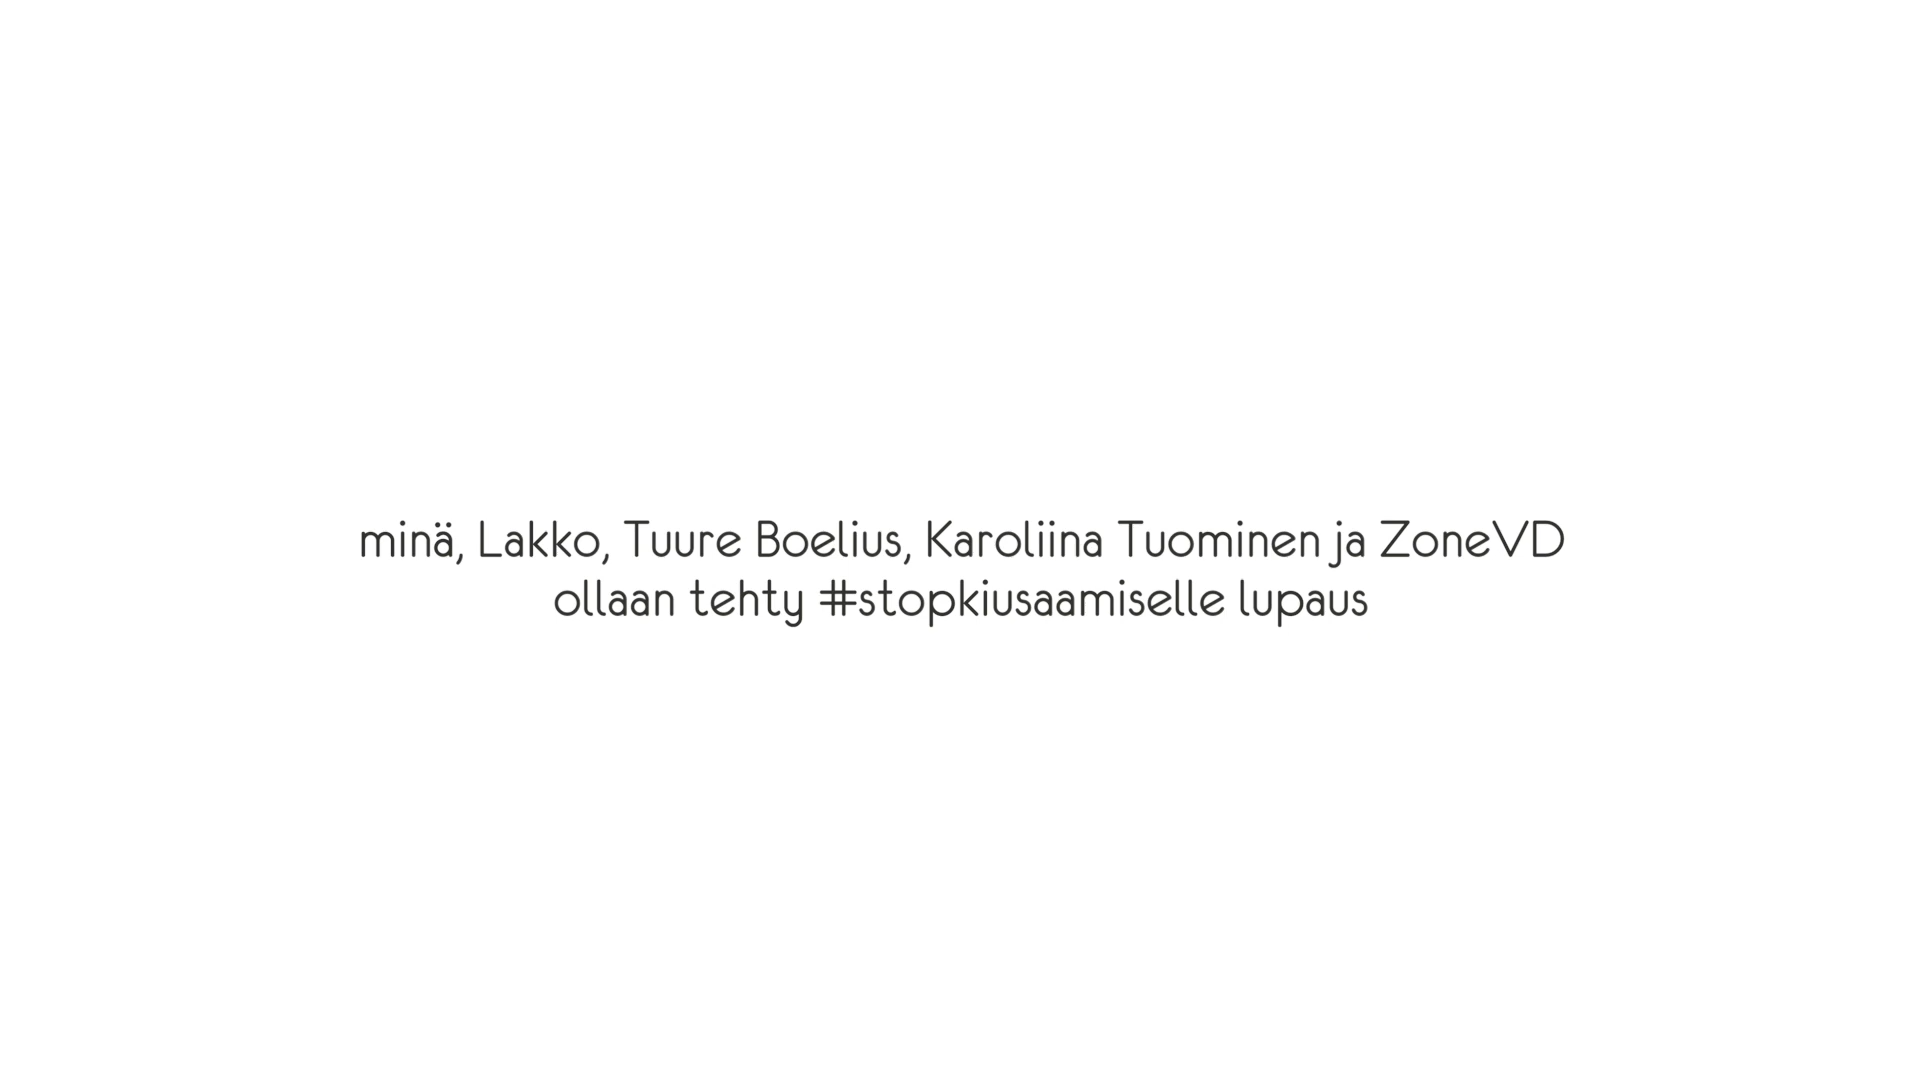 minä, Lakko, Tuure Boelius, Karoliina Tuominen ja ZoneVD
ollaan tehty #stopkiusaamiselle lupaus